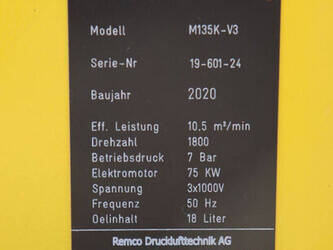 Modell M135K-V3
Serie-Nr 19-601-24
Baujahr 2020
Eff. Leistung 10.5 m³/min
Drehzahl 1800
Betriebsdruck 7 Bar
Elektromotor 75 KW
Spannung 3x1000V
Frequenz 50 Hz
Oelinhalt 18 Liter
Remco Drucklufttechnik AG